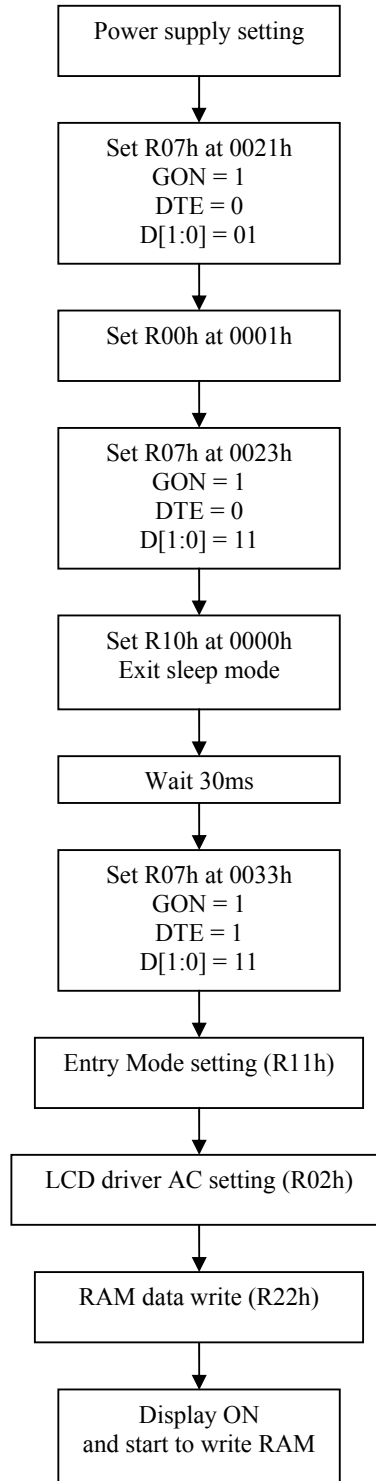 Power supply setting
Set R07h at 0021h
GON = 1
DTE = 0
D[1:0] = 01
Set R00h at 0001h
Set R07h at 0023h
GON = 1
DTE = 0
D[1:0] = 11
Set R10h at 0000h
Exit sleep mode
Wait 30ms
Set R07h at 0033h
GON = 1
DTE = 1
D[1:0] = 11
Entry Mode setting (R11h)
LCD driver AC setting (R02h)
RAM data write (R22h)
Display ON
and start to write RAM